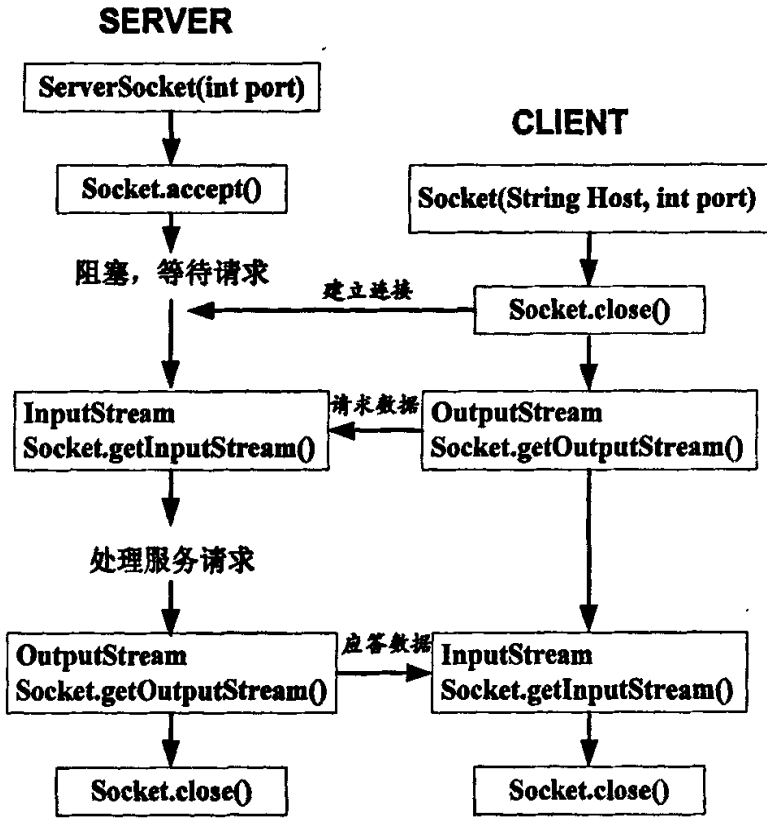 SERVER
ServerSocket(int port)
Socket.accept()
阻塞，等待请求
InputStream
Socket.getInputStream()
处理服务请求
OutputStream
Socket.getOutputStream()
Socket.close()
CLIENT
Socket(String Host, int port)
Socket.close()
建立连接
OutputStream
Socket.getOutputStream()
请求数据
InputStream
Socket.getInputStream()
应答数据
Socket.close()